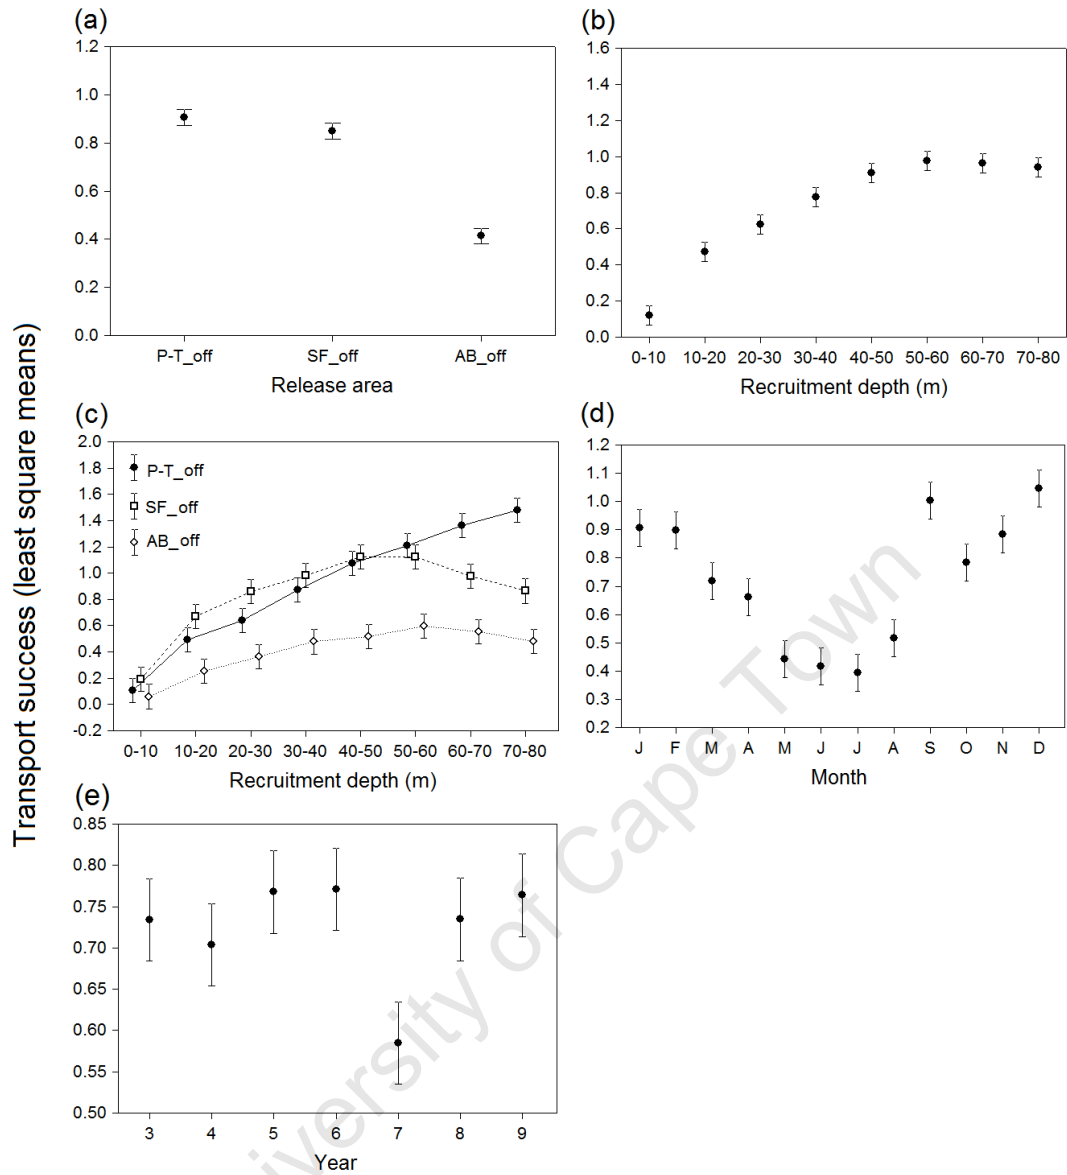 Transport success (least square means)
(a)
1.2
1.0
0.8
0.6
0.4
0.2
0.0
P-T_off SF_off AB_off
Release area
(b)
1.6
1.4
1.2
1.0
0.8
0.6
0.4
0.2
0.0
0-10 10-20 20-30 30-40 40-50 50-60 60-70 70-80
Recruitment depth (m)
(c)
2.0
1.8
1.6
1.4
1.2
1.0
0.8
0.6
0.4
0.2
0.0
-0.2
P-T_off
SF_off
AB_off
0-10 10-20 20-30 30-40 40-50 50-60 60-70 70-80
Recruitment depth (m)
(d)
1.2
1.1
1.0
0.9
0.8
0.7
0.6
0.5
0.4
0.3
0.2
J F M A M J J A S O N D
Month
(e)
0.85
0.80
0.75
0.70
0.65
0.60
0.55
0.50
3 4 5 6 7 8 9
Year
iversity of Cape Town